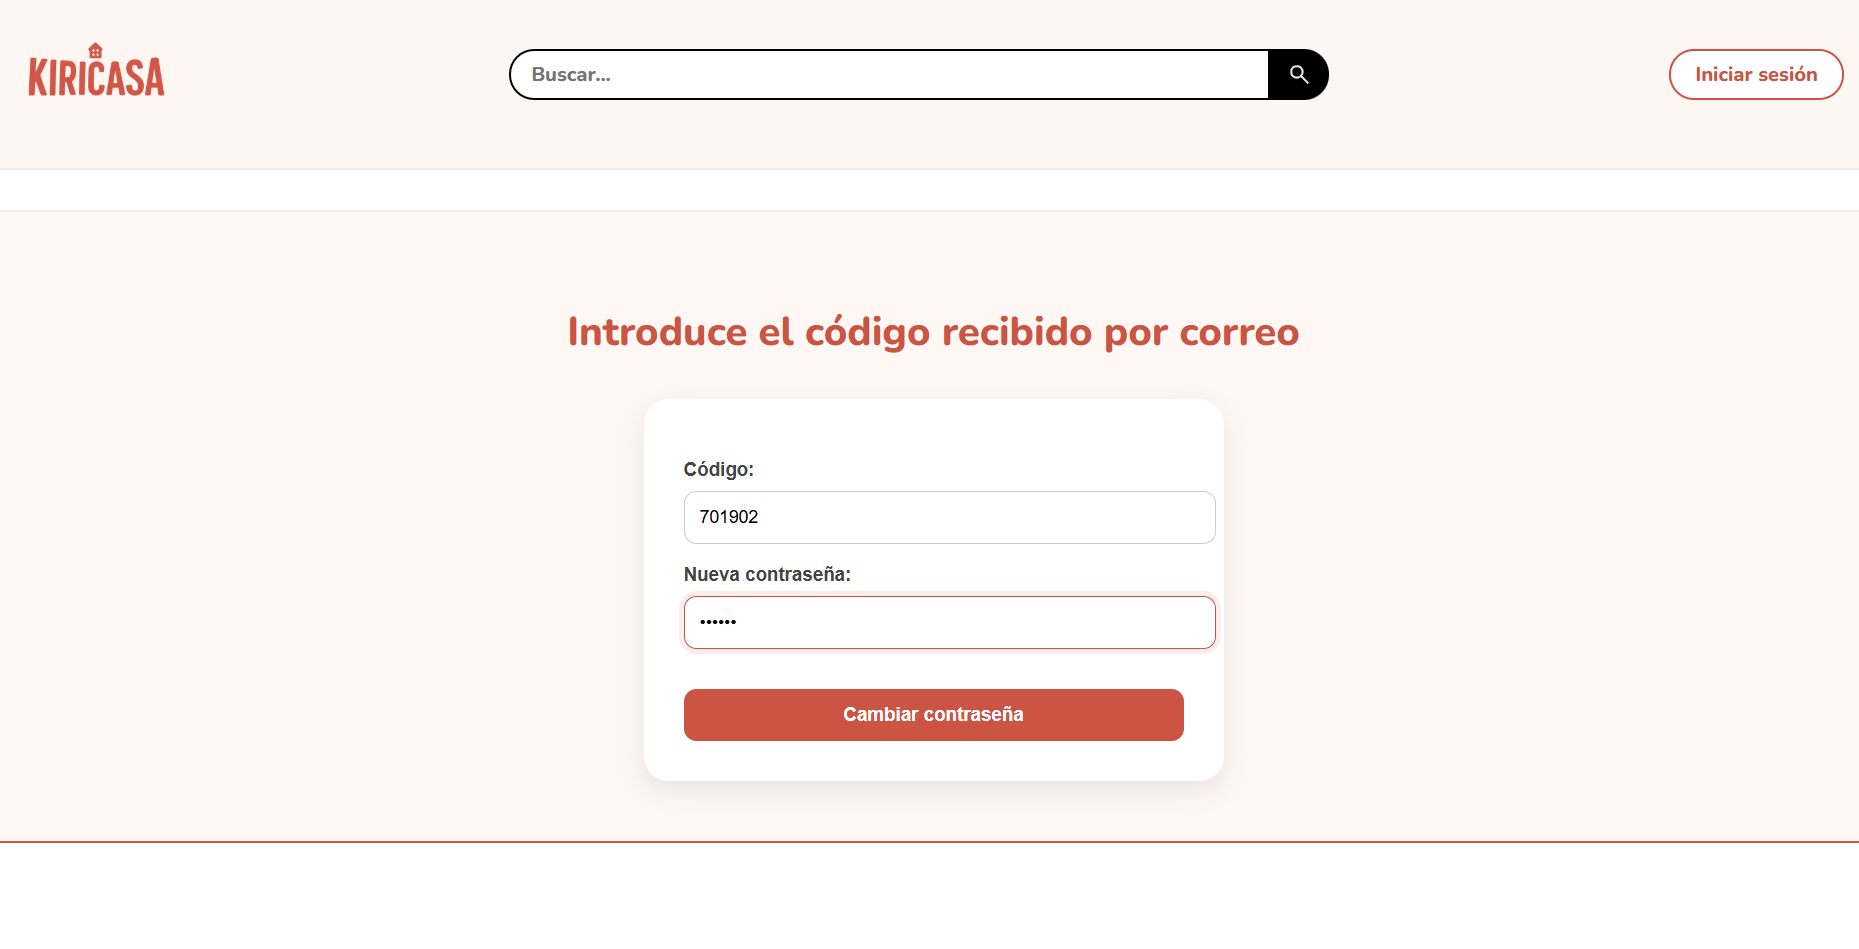 KIRICASA
Buscar...
Iniciar sesión
Introduce el código recibido por correo
Código:
701902
Nueva contraseña:
••••••
Cambiar contraseña